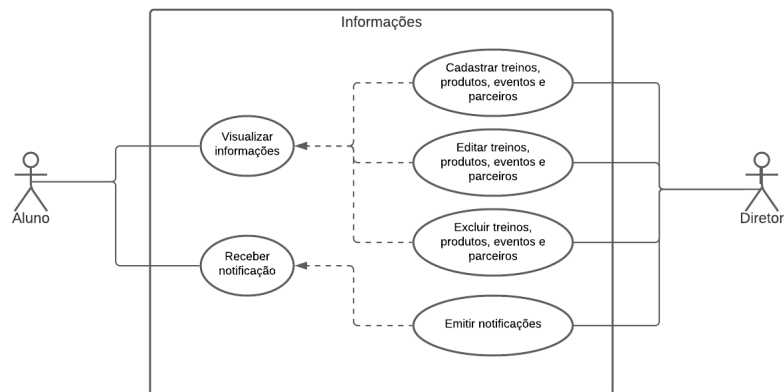 Informações
Cadastrar treinos,
produtos, eventos e
parceiros
Visualizar
informações
Editar treinos,
produtos, eventos e
parceiros
Aluno
Diretor
Excluir treinos,
produtos, eventos e
parceiros
Receber
notificação
Emitir notificações